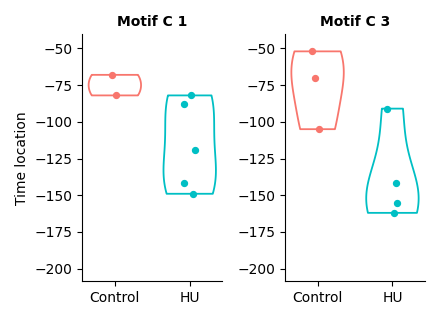 Motif C 1
Motif C 3
Time location
−50
−75
−100
−125
−150
−175
−200
−50
−75
−100
−125
−150
−175
−200
Control
HU
Control
HU